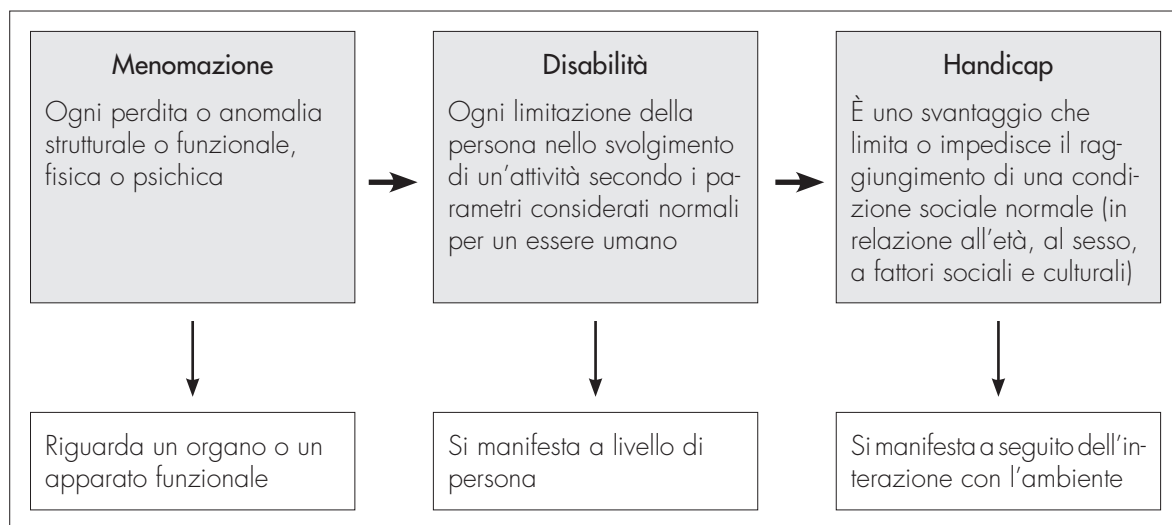 Menomazione
Ogni perdita o anomalia
strutturale o funzionale,
fisica o psichica
Disabilità
Ogni limitazione della
persona nello svolgimento
di un'attività secondo i pa-
rametri considerati normali
per un essere umano
Handicap
È uno svantaggio che
limita o impedisce il rag-
giungimento di una condi-
zione sociale normale (in
relazione all'età, al sesso,
a fattori sociali e culturali)
Riguarda un organo o un
apparato funzionale
Si manifesta a livello di
persona
Si manifesta a seguito dell'in-
terazione con l'ambiente